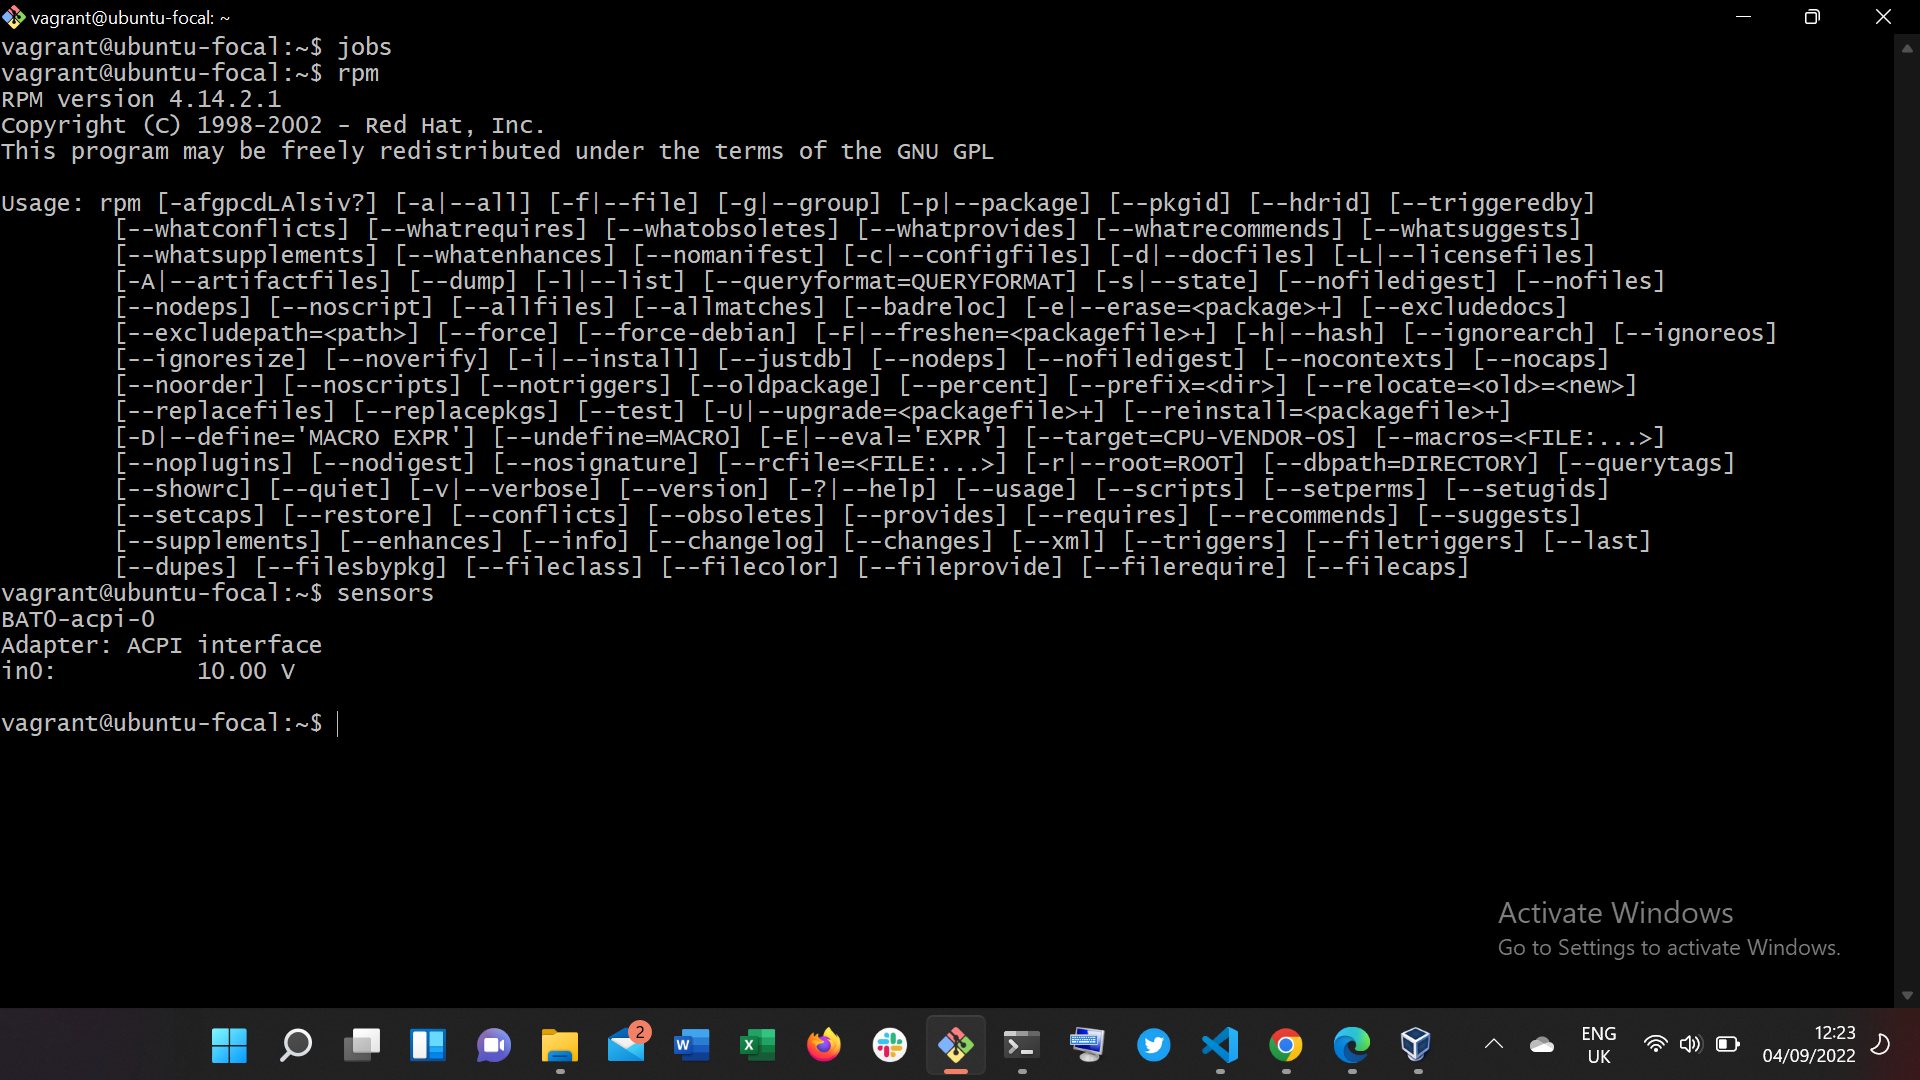 vagrant@ubuntu-focal: ~
vagrant@ubuntu-focal:~$ jobs
vagrant@ubuntu-focal:~$ rpm
RPM version 4.14.2.1
Copyright (C) 1998-2002 - Red Hat, Inc.
This program may be freely redistributed under the terms of the GNU GPL
Usage: rpm [-afgpcdLAlsiv?] [-a|--all] [-f|--file] [-g|--group] [-p|--package] [--pkgid] [--hdrid] [--triggeredby]
[--whatconflicts] [--whatrequires] [--whatobsoletes] [--whatprovides] [--whatrecommends] [--whatsuggests]
[--whatsupplements] [--whatenhances] [--nomanifest] [-c|--configfiles] [-d|--docfiles] [-L|--licensefiles]
[-A|--artifactfiles] [--dump] [-l|--list] [--queryformat=QUERYFORMAT] [-s|--state] [--nofiledigest] [--nofiles]
[--nodeps] [--noscript] [--allfiles] [--allmatches] [--badreloc] [-e|--erase=<package>+] [--excludedocs]
[--excludepath=<path>] [--force] [--force-debian] [-F|--freshen=<packagefile>+] [-h|--hash] [--ignorearch] [--ignoreos]
[--ignoresize] [--noverify] [-i|--install] [--justdb] [--nodeps] [--nofiledigest] [--nocontexts] [--nocaps]
[--noorder] [--noscripts] [--notriggers] [--oldpackage] [--percent] [--prefix=<dir>] [--relocate=<old>=<new>]
[--replacefiles] [--replacepkgs] [--test] [-U|--upgrade=<packagefile>+] [--reinstall=<packagefile>+]
[-D|--define='MACRO EXPR'] [--undefine=MACRO] [-E|--eval='EXPR'] [--target=CPU-VENDOR-OS] [--macros=<FILE:...>]
[--noplugins] [--nodigest] [--nosignature] [--rcfile=<FILE:...>] [-r|--root=ROOT] [--dbpath=DIRECTORY] [--querytags]
[--showrc] [--quiet] [-v|--verbose] [--version] [-?|--help] [--usage] [--scripts] [--setperms] [--setugids]
[--setcaps] [--restore] [--conflicts] [--obsoletes] [--provides] [--requires] [--recommends] [--suggests]
[--supplements] [--enhances] [--info] [--changelog] [--changes] [--xml] [--triggers] [--filetriggers] [--last]
[--dupes] [--filesbypkg] [--fileclass] [--filecolor] [--fileprovide] [--filerequire] [--filecaps]
vagrant@ubuntu-focal:~$ sensors
BAT0-acpi-0
Adapter: ACPI interface
in0: 10.00 V
vagrant@ubuntu-focal:~$
Activate Windows
Go to Settings to activate Windows.
2
ENG
UK
12:23
04/09/2022